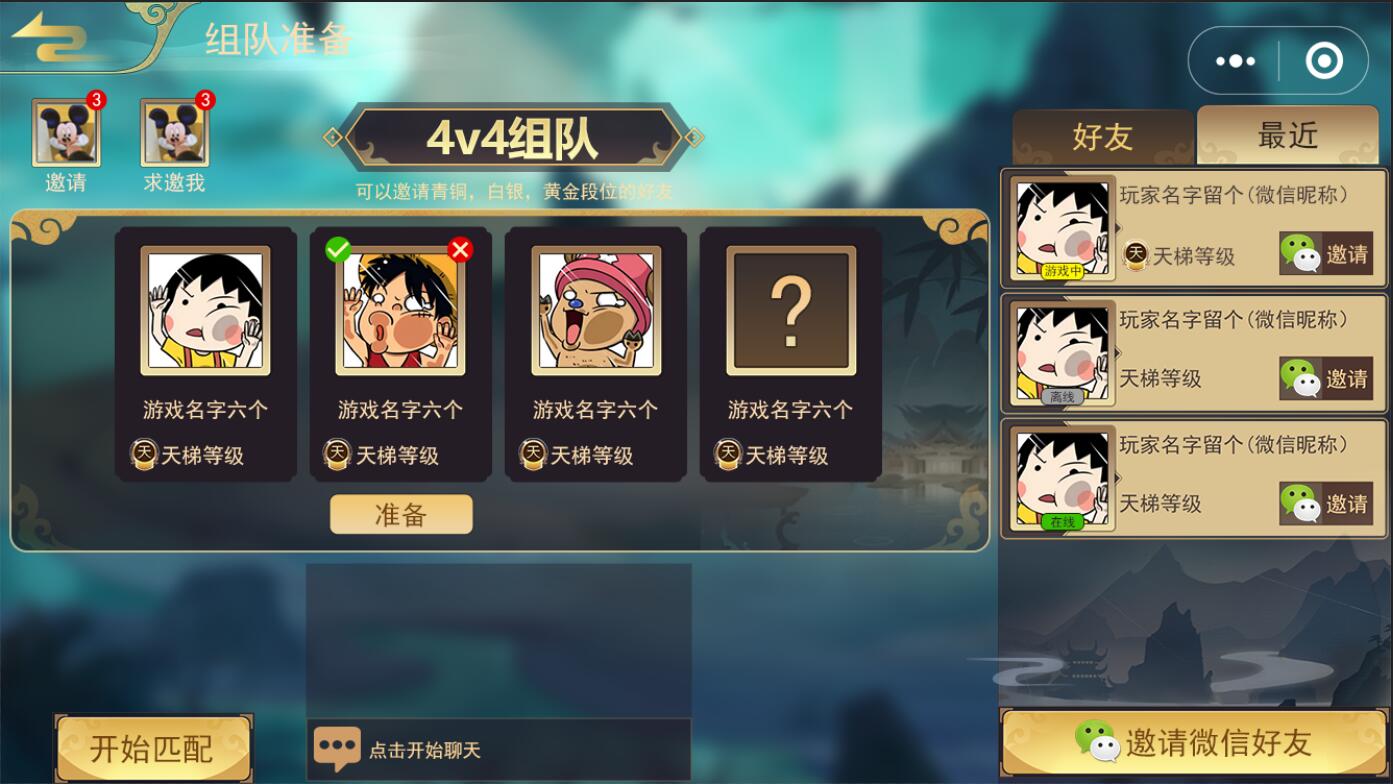 组队准备
3
3
邀请
求邀我
4v4组队
可以邀请青铜，白银，黄金段位的好友
游戏名字六个
天
天梯等级
游戏名字六个
天
天梯等级
游戏名字六个
天
天梯等级
?
游戏名字六个
天
天梯等级
准备
点击开始聊天
开始匹配
好友
最近
玩家名字留个(微信昵称)
游戏中
天
天梯等级
邀请
玩家名字留个(微信昵称)
离线
天梯等级
邀请
玩家名字留个(微信昵称)
在线
天梯等级
邀请
邀请微信好友